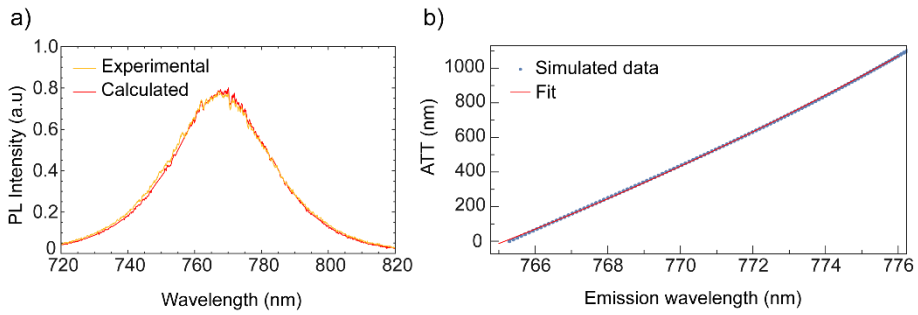 a)
PL Intensity (a.u)
1.0
0.8
0.6
0.4
0.2
0
Experimental
Calculated
720 740 760 780 800 820
Wavelength (nm)
b)
ATT (nm)
1000
800
600
400
200
0
Simulated data
Fit
766 768 770 772 774 776
Emission wavelength (nm)